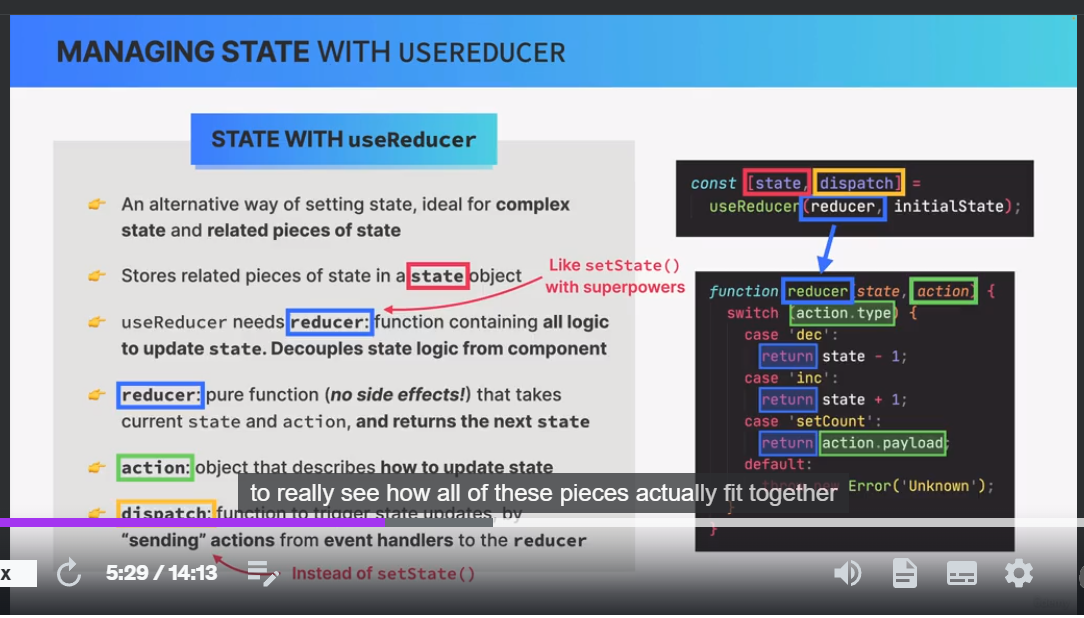 MANAGING STATE WITH USEREDUCER
STATE WITH useReducer
An alternative way of setting state, ideal for complex
state and related pieces of state
Stores related pieces of state in a state object
useReducer needs reducer: function containing all logic
to update state. Decouples state logic from component
reducer: pure function (no side effects!) that takes
current state and action, and returns the next state
action: object that describes how to update state
dispatch: function to trigger state updates, by
“sending” actions from event handlers to the reducer
Like setState()
with superpowers
Instead of setState()
const [state, dispatch] =
useReducer(reducer, initialState);
function reducer(state, action) {
switch (action.type) {
case 'dec':
return state - 1;
case 'inc':
return state + 1;
case 'setCount':
return action.payload;
default:
throw new Error('Unknown');
}
}
to really see how all of these pieces actually fit together
x
5:29 / 14:13